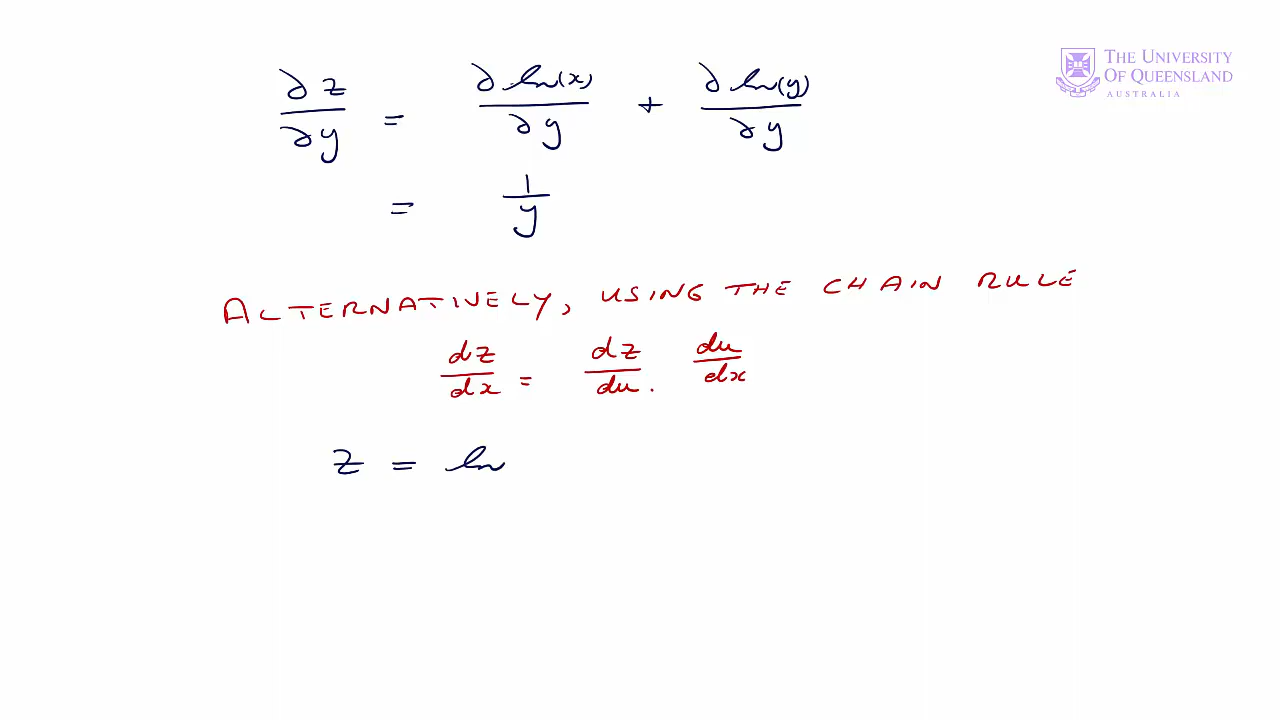 THE UNIVERSITY
OF QUEENSLAND
AUSTRALIA
∂z/∂y = ∂ln(x)/∂y + ∂ln(y)/∂y
= 1/y
ALTERNATIVELY, USING THE CHAIN RULE
dz/dx = dz/du . du/dx
z = ln